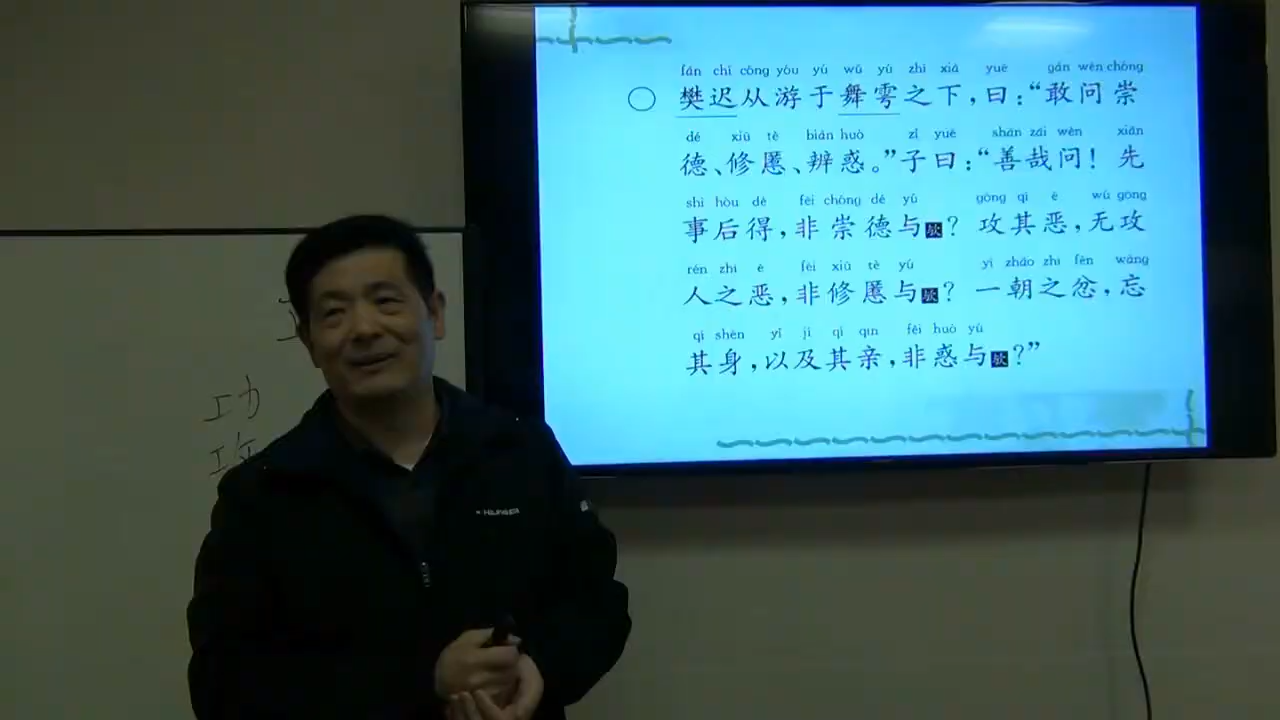 fán chí cóng yóu yú wǔ yú zhī xià yuē gǎn wèn chóng
○ 樊迟从游于舞雩之下，曰：“敢问崇
dé xiū tè biàn huò zǐ yuē shàn zāi wèn xiān
德、修慝、辨惑。”子曰：“善哉问！先
shì hòu dé fēi chóng dé yú gōng qí è wú gōng
事后得，非崇德与欤？攻其恶，无攻
rén zhī è fēi xiū tè yú yì zhāo zhī fèn wàng
人之恶，非修慝与欤？一朝之忿，忘
qí shēn yǐ jí qí qīn fēi huò yú
其身，以及其亲，非惑与欤？”
功
HILFIGER